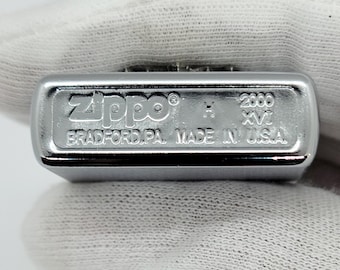 Zippo® H 2000
XVI
BRADFORD,PA. MADE IN U.S.A.